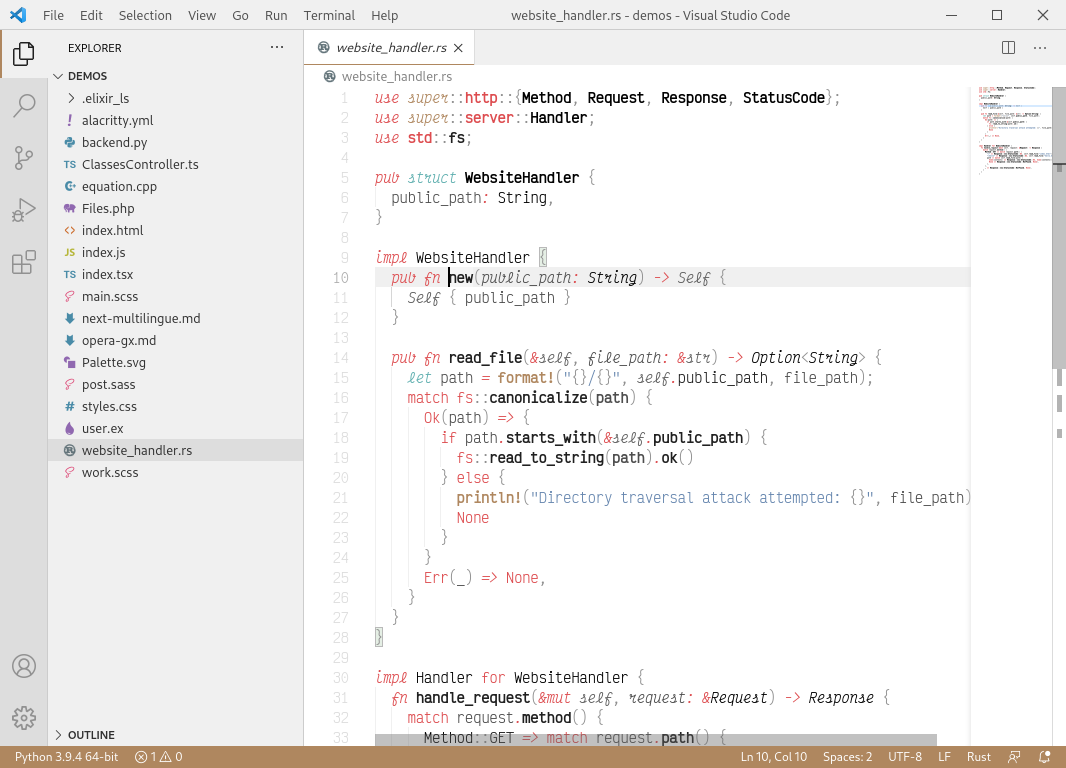 File Edit Selection View Go Run Terminal Help website_handler.rs - demos - Visual Studio Code
EXPLORER
DEMOS
.elixir_ls
! alacritty.yml
backend.py
TS ClassesController.ts
equation.cpp
Files.php
<> index.html
JS index.js
TS index.tsx
main.scss
next-multilingue.md
opera-gx.md
Palette.svg
post.sass
# styles.css
user.ex
website_handler.rs
work.scss
OUTLINE
website_handler.rs
website_handler.rs
1 use super::http::{Method, Request, Response, StatusCode};
2 use super::server::Handler;
3 use std::fs;
4
5 pub struct WebsiteHandler {
6   public_path: String,
7 }
8
9 impl WebsiteHandler {
10   pub fn new(public_path: String) -> Self {
11     Self { public_path }
12   }
13
14   pub fn read_file(&self, file_path: &str) -> Option<String> {
15     let path = format!("{}/{}", self.public_path, file_path);
16     match fs::canonicalize(path) {
17       Ok(path) => {
18         if path.starts_with(&self.public_path) {
19           fs::read_to_string(path).ok()
20         } else {
21           println!("Directory traversal attack attempted: {}", file_path)
22           None
23         }
24       }
25       Err(_) => None,
26     }
27   }
28 }
29
30 impl Handler for WebsiteHandler {
31   fn handle_request(&mut self, request: &Request) -> Response {
32     match request.method() {
33       Method::GET => match request.path() {
Python 3.9.4 64-bit 1 0 Ln 10, Col 10 Spaces: 2 UTF-8 LF Rust